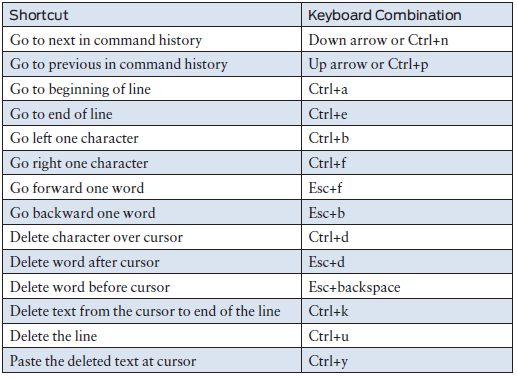 Shortcut Keyboard Combination
Go to next in command history Down arrow or Ctrl+n
Go to previous in command history Up arrow or Ctrl+p
Go to beginning of line Ctrl+a
Go to end of line Ctrl+e
Go left one character Ctrl+b
Go right one character Ctrl+f
Go forward one word Esc+f
Go backward one word Esc+b
Delete character over cursor Ctrl+d
Delete word after cursor Esc+d
Delete word before cursor Esc+backspace
Delete text from the cursor to end of the line Ctrl+k
Delete the line Ctrl+u
Paste the deleted text at cursor Ctrl+y